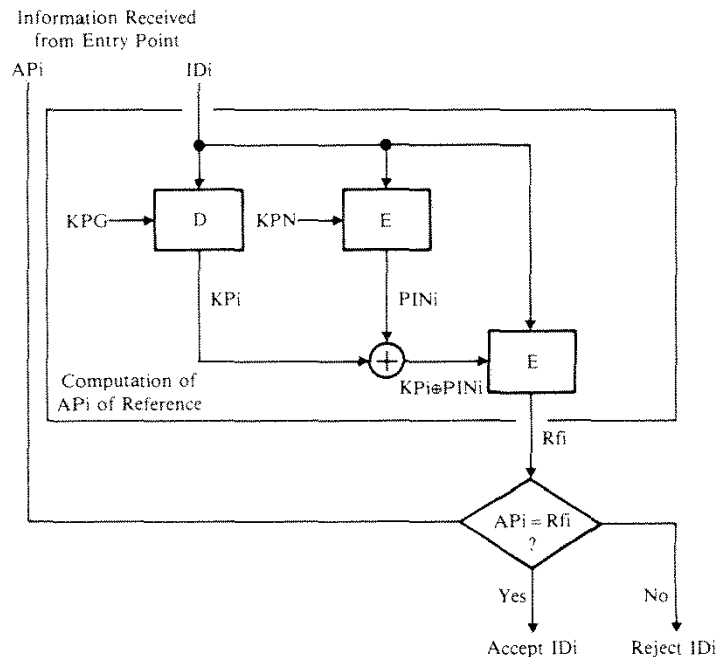 Information Received
from Entry Point
APi
IDi
KPG
D
KPN
E
KPi
PINi
E
KPi⊕PINi
Computation of
APi of Reference
Rfi
APi = Rfi
?
Yes
No
Accept IDi
Reject IDi